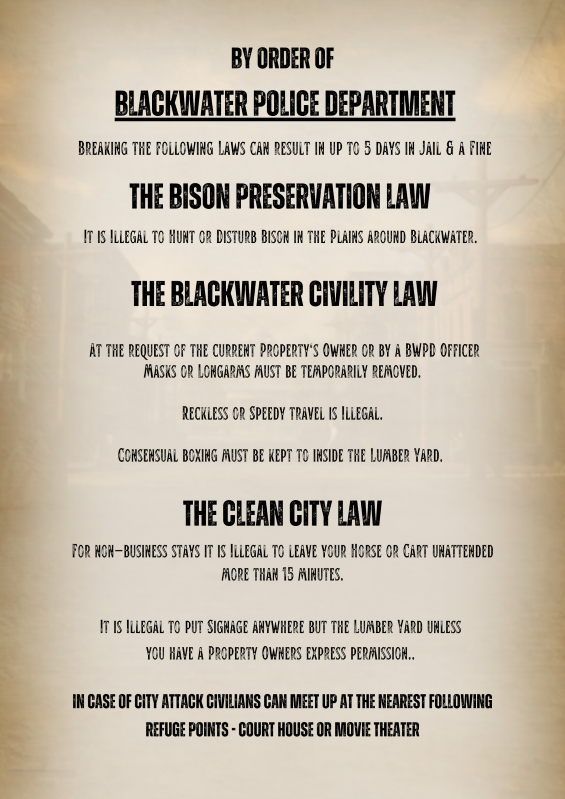 BY ORDER OF
BLACKWATER POLICE DEPARTMENT
BREAKING THE FOLLOWING LAWS CAN RESULT IN UP TO 5 DAYS IN JAIL & A FINE
THE BISON PRESERVATION LAW
IT IS ILLEGAL TO HUNT OR DISTURB BISON IN THE PLAINS AROUND BLACKWATER.
THE BLACKWATER CIVILITY LAW
AT THE REQUEST OF THE CURRENT PROPERTY'S OWNER OR BY A BWPD OFFICER
MASKS OR LONGARMS MUST BE TEMPORARILY REMOVED.
RECKLESS OR SPEEDY TRAVEL IS ILLEGAL.
CONSENSUAL BOXING MUST BE KEPT TO INSIDE THE LUMBER YARD.
THE CLEAN CITY LAW
FOR NON-BUSINESS STAYS IT IS ILLEGAL TO LEAVE YOUR HORSE OR CART UNATTENDED
MORE THAN 15 MINUTES.
IT IS ILLEGAL TO PUT SIGNAGE ANYWHERE BUT THE LUMBER YARD UNLESS
YOU HAVE A PROPERTY OWNERS EXPRESS PERMISSION..
IN CASE OF CITY ATTACK CIVILIANS CAN MEET UP AT THE NEAREST FOLLOWING
REFUGE POINTS - COURT HOUSE OR MOVIE THEATER